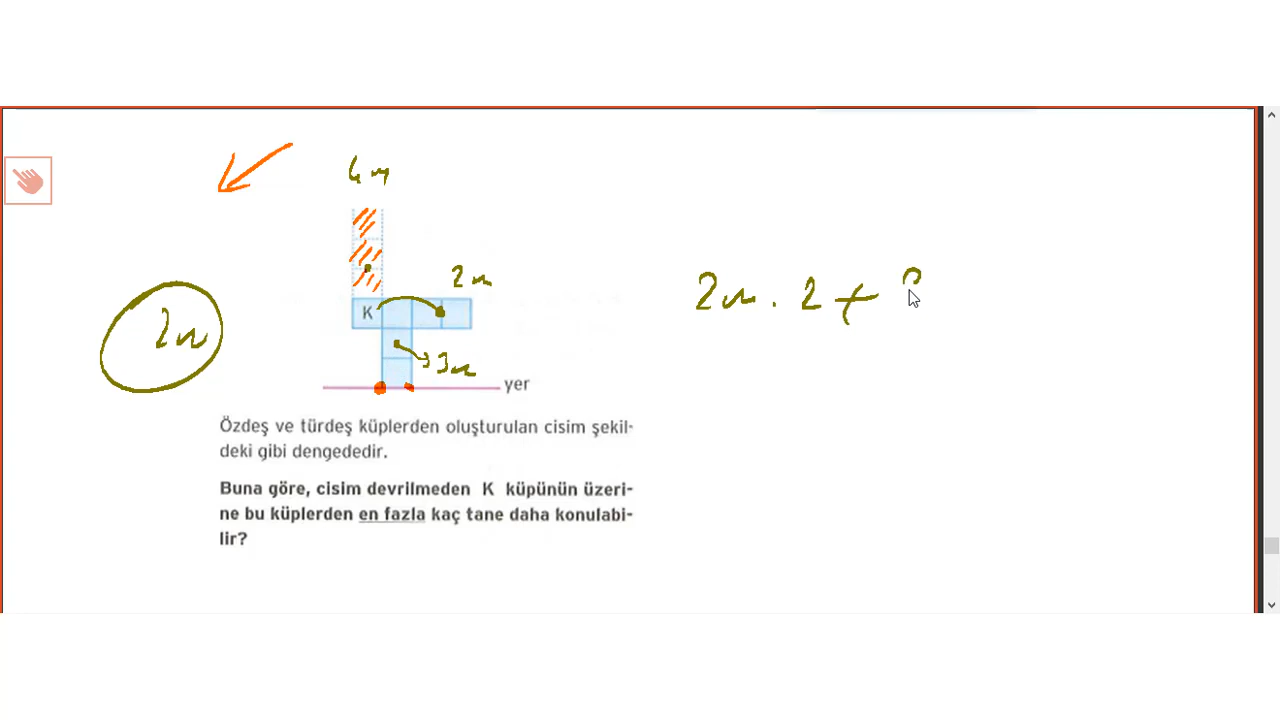 4m
2m
K
2m
3m
yer
2m . 2 +
Özdeş ve türdeş küplerden oluşturulan cisim şekil-
deki gibi dengededir.
Buna göre, cisim devrilmeden K küpünün üzeri-
ne bu küplerden en fazla kaç tane daha konulabi-
lir?